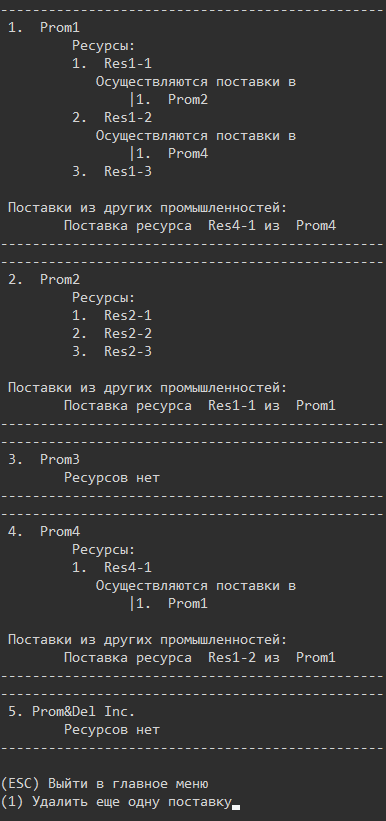 ------------------------------------------------
1.  Prom1
Ресурсы:
1.  Res1-1
Осуществляются поставки в
|1.  Prom2
2.  Res1-2
Осуществляются поставки в
|1.  Prom4
3.  Res1-3
Поставки из других промышленностей:
Поставка ресурса  Res4-1 из  Prom4
------------------------------------------------
------------------------------------------------
2.  Prom2
Ресурсы:
1.  Res2-1
2.  Res2-2
3.  Res2-3
Поставки из других промышленностей:
Поставка ресурса  Res1-1 из  Prom1
------------------------------------------------
------------------------------------------------
3.  Prom3
Ресурсов нет
------------------------------------------------
------------------------------------------------
4.  Prom4
Ресурсы:
1.  Res4-1
Осуществляются поставки в
|1.  Prom1
Поставки из других промышленностей:
Поставка ресурса  Res1-2 из  Prom1
------------------------------------------------
------------------------------------------------
5. Prom&Del Inc.
Ресурсов нет
------------------------------------------------
(ESC) Выйти в главное меню
(1) Удалить еще одну поставку